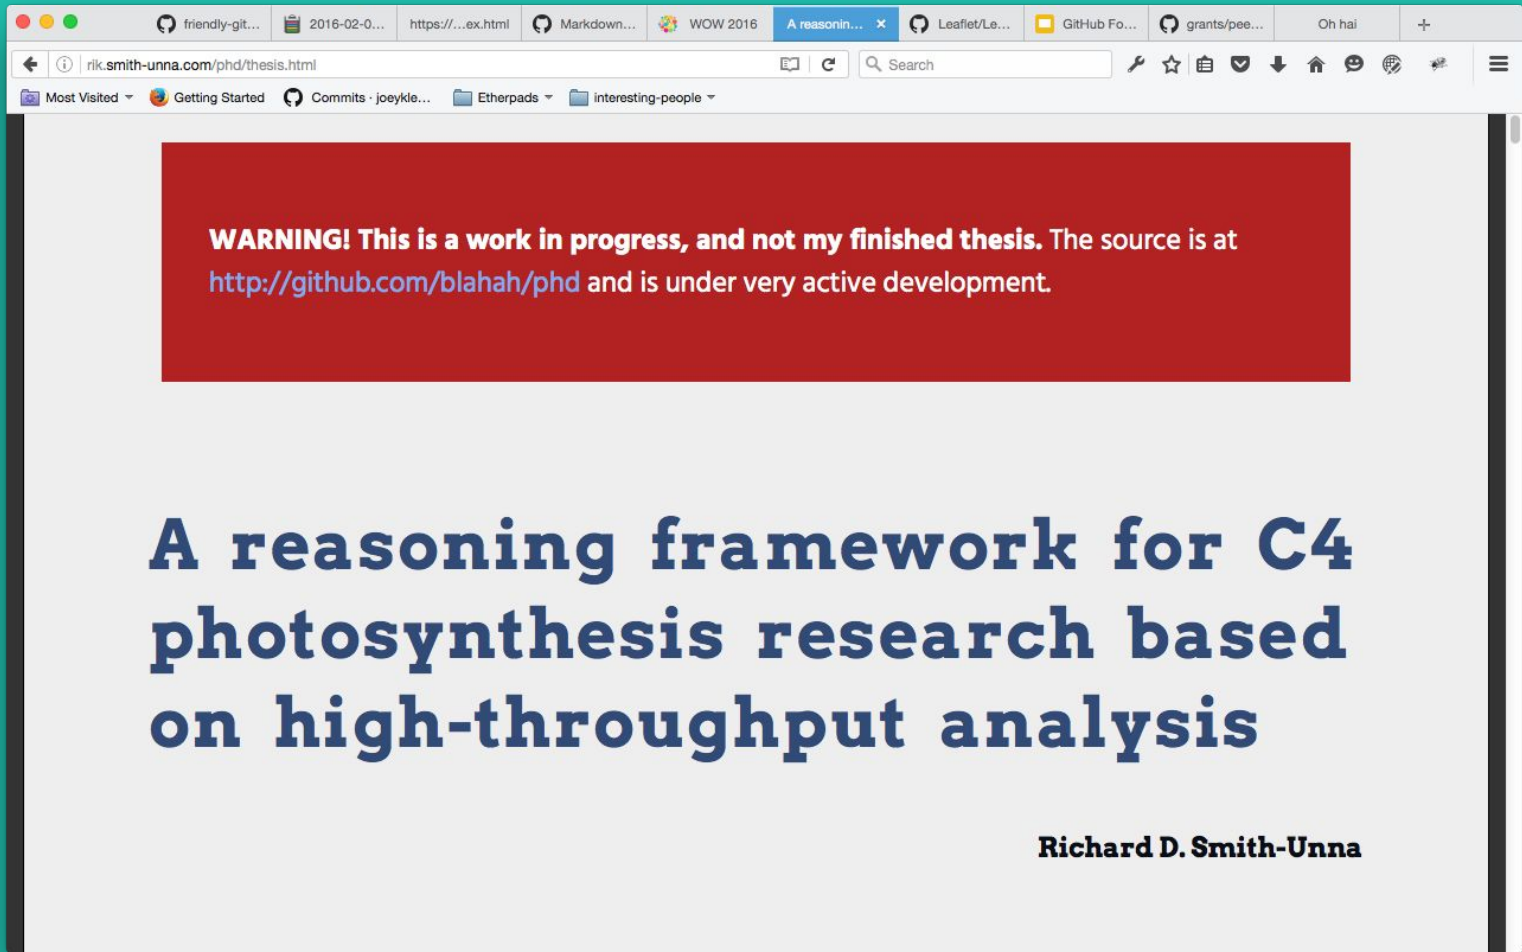 friendly-git...
2016-02-0...
https://...ex.html
Markdown...
WOW 2016
A reasonin...
Leaflet/Le...
GitHub Fo...
grants/pee...
Oh hai
rik.smith-unna.com/phd/thesis.html
Search
Most Visited
Getting Started
Commits · joeykle...
Etherpads
interesting-people
WARNING! This is a work in progress, and not my finished thesis. The source is at
http://github.com/blahah/phd and is under very active development.
A reasoning framework for C4
photosynthesis research based
on high-throughput analysis
Richard D. Smith-Unna